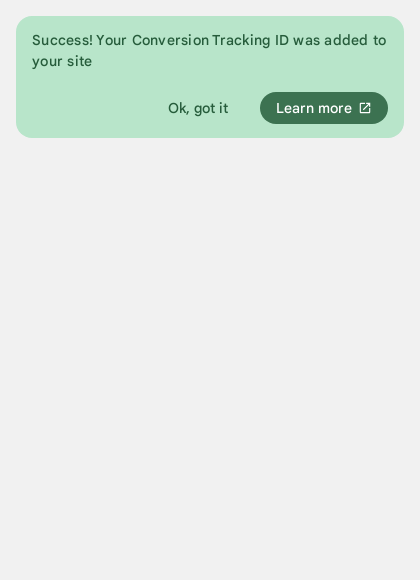 Success! Your Conversion Tracking ID was added to
your site
Ok, got it
Learn more